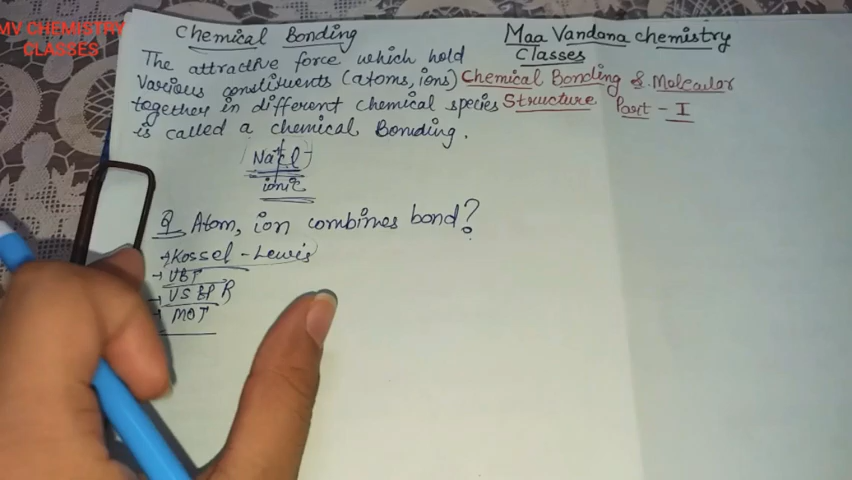 MV CHEMISTRY
CLASSES
Chemical Bonding
The attractive force which hold
various constituents (atoms, ions)
together in different chemical species
is called a chemical Bonding.
Maa Vandana chemistry
Classes
Chemical Bonding & Molecular
Structure Part - I
NaCl
ionic
Q Atom, ion combines bond?
→ Kossel - Lewis
→ VBT
→ VSEPR
→ MOT